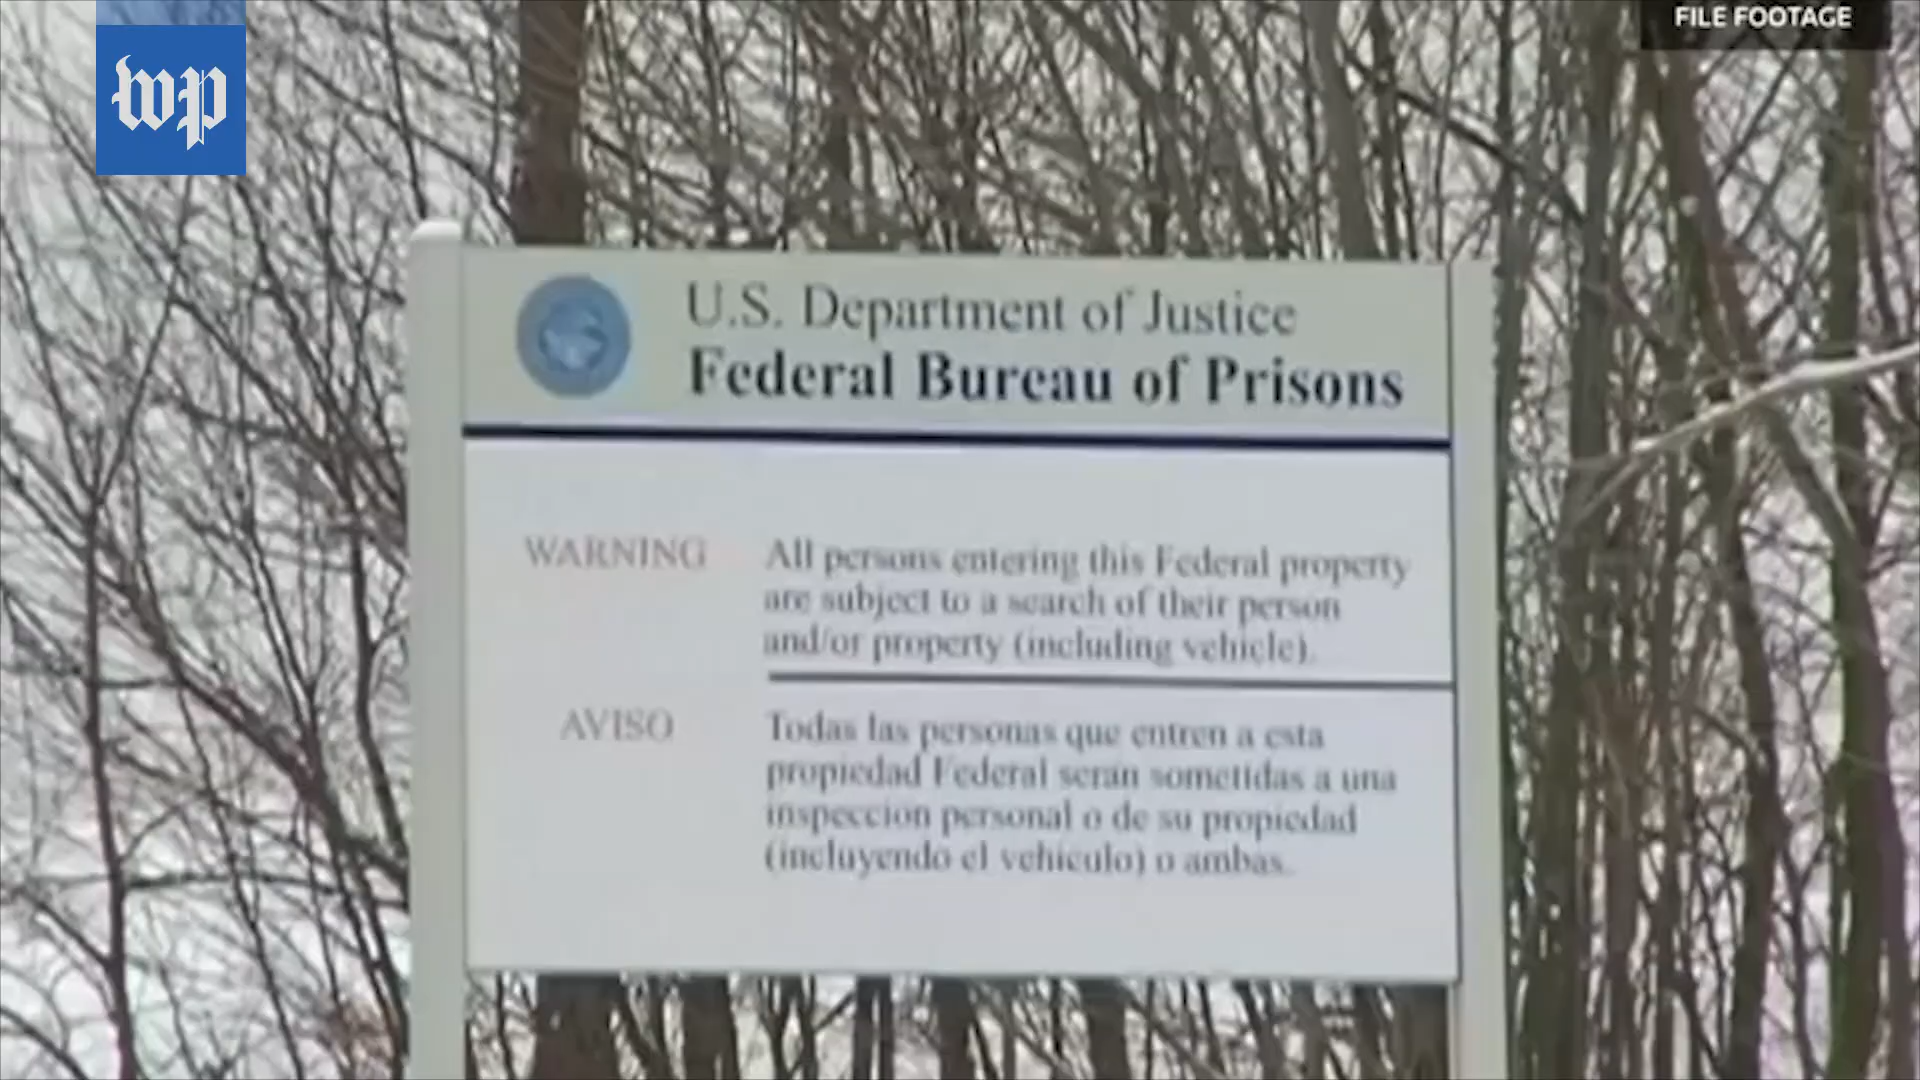 FILE FOOTAGE
wp
U.S. Department of Justice
Federal Bureau of Prisons
WARNING
All persons entering this Federal property
are subject to a search of their person
and/or property (including vehicle).
AVISO
Todas las personas que entren a esta
propiedad Federal seran sometidas a una
inspeccion personal o de su propiedad
(incluyendo el vehiculo) o ambas.